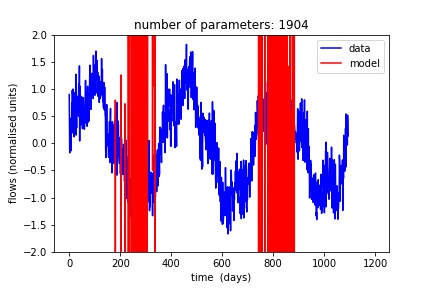 number of parameters: 1904
data
model
2.0
1.5
1.0
0.5
0.0
−0.5
−1.0
−1.5
−2.0
flows (normalised units)
0 200 400 600 800 1000 1200
time  (days)